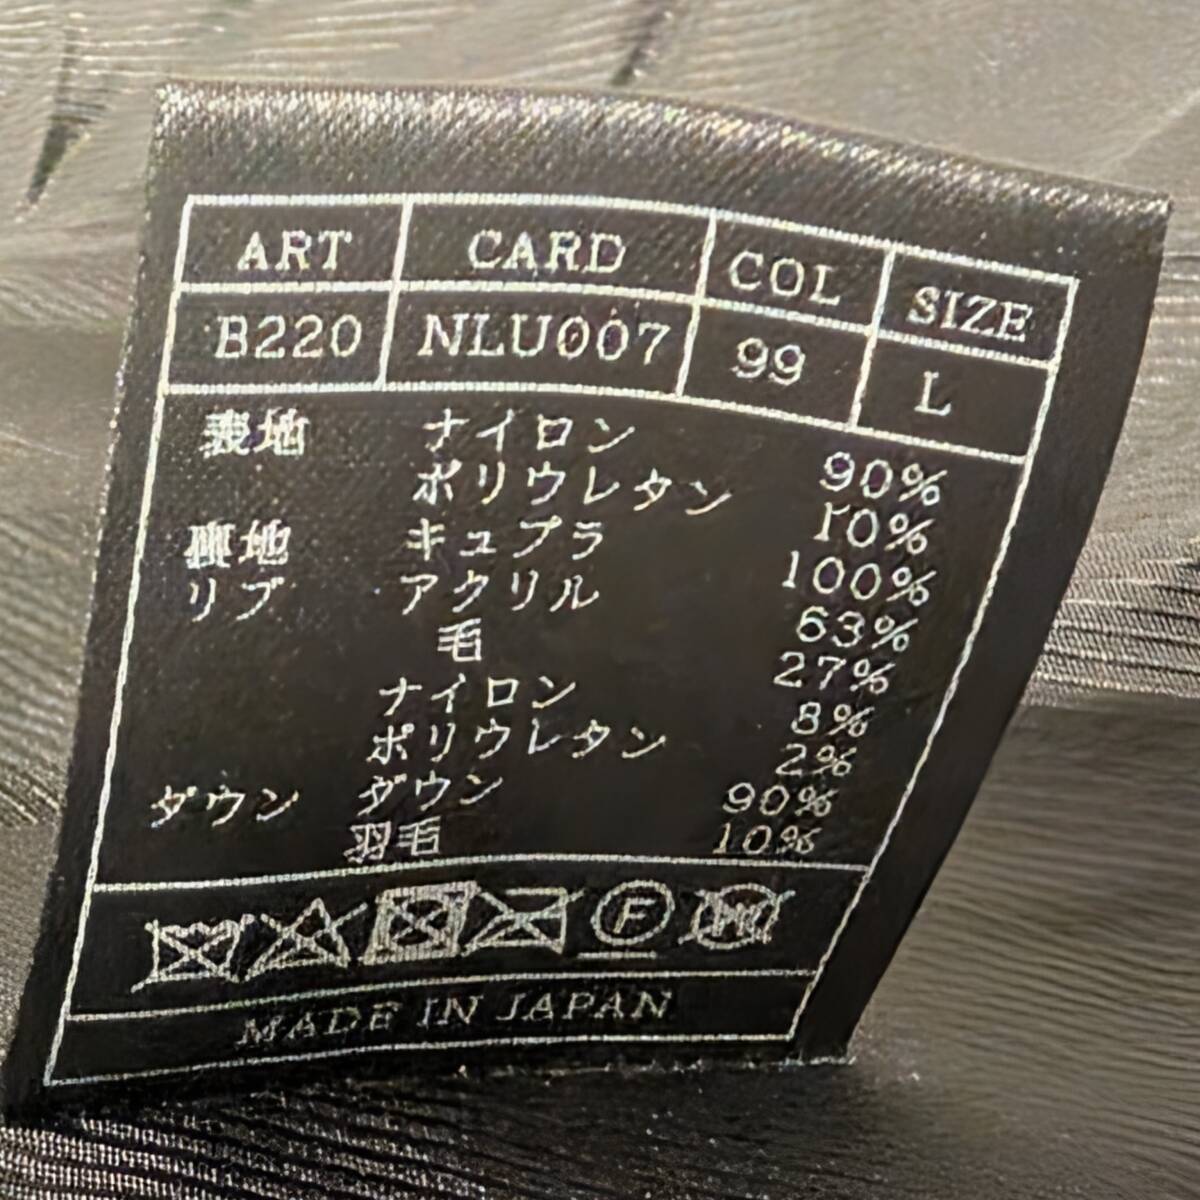 ART CARD COL SIZE
B220 NLU007 99 L
表地 ナイロン 90%
ポリウレタン 10%
裏地 キュプラ 100%
リブ アクリル 63%
毛 27%
ナイロン 8%
ポリウレタン 2%
ダウン ダウン 90%
羽毛 10%
F W
MADE IN JAPAN